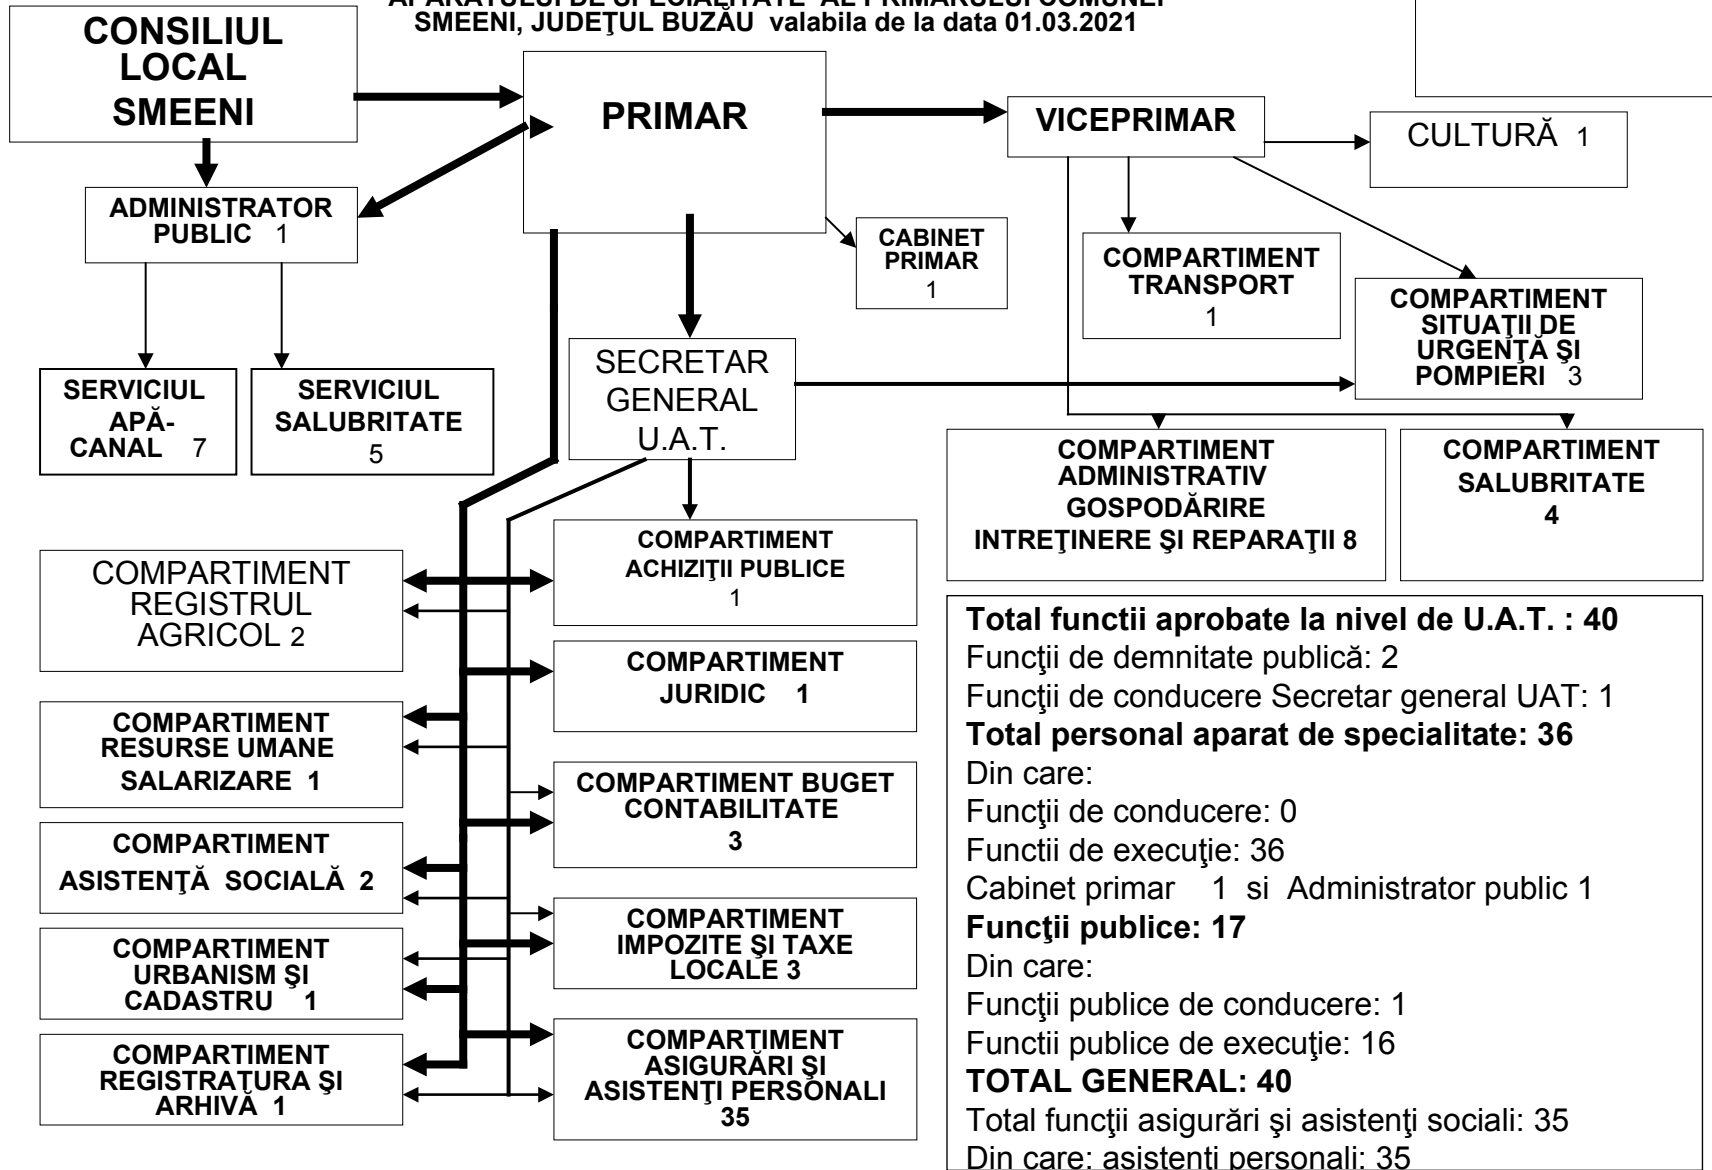 APARATULUI DE SPECIALITATE AL PRIMARULUI COMUNEI
SMEENI, JUDEŢUL BUZĂU valabila de la data 01.03.2021
CONSILIUL
LOCAL
SMEENI
PRIMAR
VICEPRIMAR
CULTURĂ 1
ADMINISTRATOR
PUBLIC 1
CABINET
PRIMAR
1
COMPARTIMENT
TRANSPORT
1
COMPARTIMENT
SITUAŢII DE
URGENŢĂ ŞI
POMPIERI 3
SERVICIUL
APĂ-
CANAL 7
SERVICIUL
SALUBRITATE
5
SECRETAR
GENERAL
U.A.T.
COMPARTIMENT
ADMINISTRATIV
GOSPODĂRIRE
INTREŢINERE ŞI REPARAŢII 8
COMPARTIMENT
SALUBRITATE
4
COMPARTIMENT
REGISTRUL
AGRICOL 2
COMPARTIMENT
ACHIZIŢII PUBLICE
1
COMPARTIMENT
JURIDIC 1
COMPARTIMENT
RESURSE UMANE
SALARIZARE 1
COMPARTIMENT BUGET
CONTABILITATE
3
COMPARTIMENT
ASISTENŢĂ SOCIALĂ 2
COMPARTIMENT
IMPOZITE ŞI TAXE
LOCALE 3
COMPARTIMENT
URBANISM ŞI
CADASTRU 1
COMPARTIMENT
ASIGURĂRI ŞI
ASISTENŢI PERSONALI
35
COMPARTIMENT
REGISTRATURA ŞI
ARHIVĂ 1
Total functii aprobate la nivel de U.A.T. : 40
Funcţii de demnitate publică: 2
Funcţii de conducere Secretar general UAT: 1
Total personal aparat de specialitate: 36
Din care:
Funcţii de conducere: 0
Functii de execuţie: 36
Cabinet primar 1 si Administrator public 1
Funcţii publice: 17
Din care:
Funcţii publice de conducere: 1
Functii publice de execuţie: 16
TOTAL GENERAL: 40
Total funcţii asigurări şi asistenţi sociali: 35
Din care: asistenti personali: 35